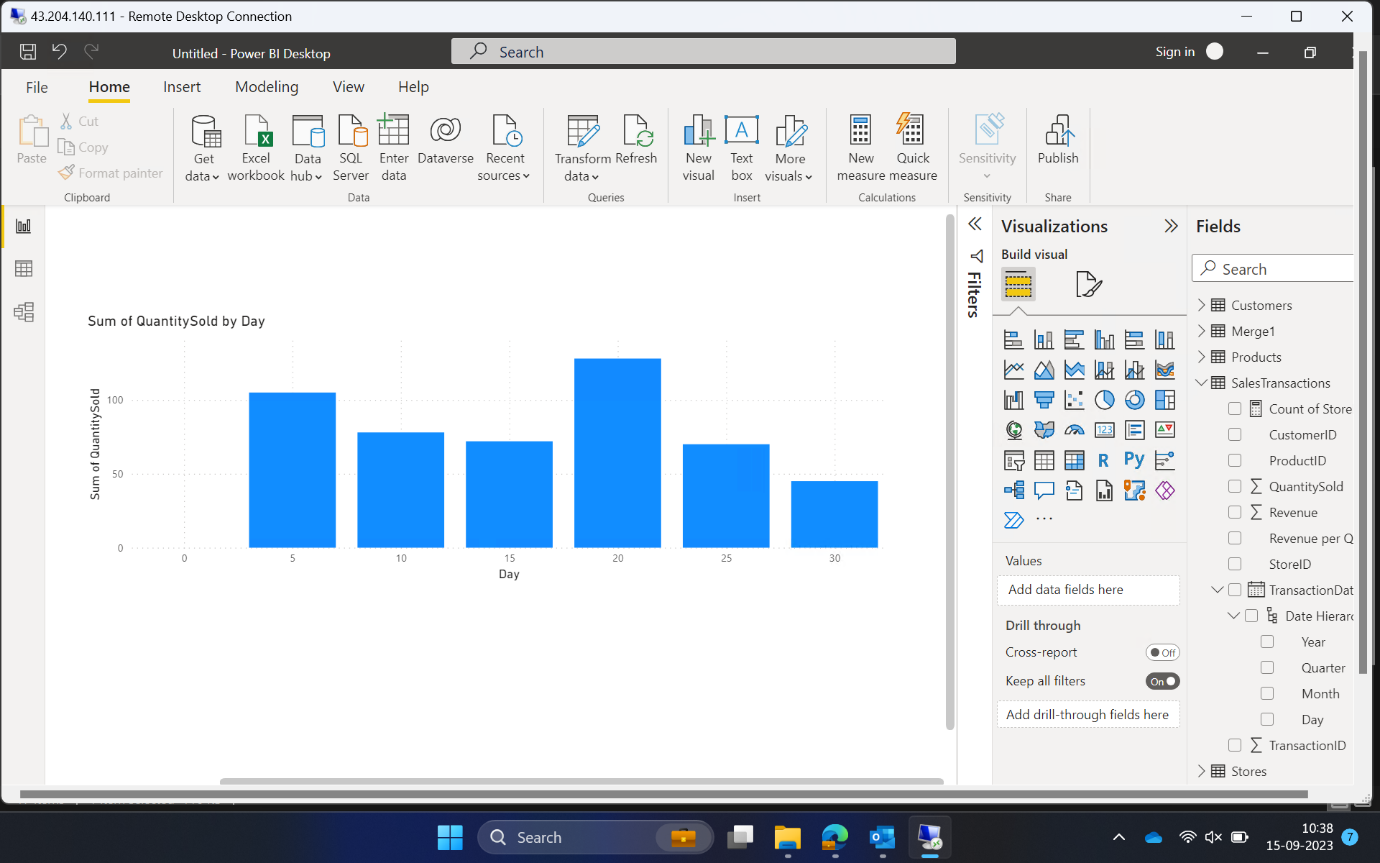 43.204.140.111 - Remote Desktop Connection
Untitled - Power BI Desktop
Search
Sign in
File Home Insert Modeling View Help
Paste
Cut
Copy
Format painter
Clipboard
Get data
Excel workbook
Data hub
SQL Server
Enter data
Dataverse
Recent sources
Data
Transform data
Refresh
Queries
New visual
Text box
More visuals
Insert
New measure
Quick measure
Calculations
Sensitivity
Sensitivity
Publish
Share
Sum of QuantitySold by Day
Sum of QuantitySold
100
50
0
0 5 10 15 20 25 30
Day
Filters
Visualizations
Build visual
123
R
Py
Values
Add data fields here
Drill through
Cross-report
Off
Keep all filters
On
Add drill-through fields here
Fields
Search
Customers
Merge1
Products
SalesTransactions
Count of Store
CustomerID
ProductID
QuantitySold
Revenue
Revenue per Q
StoreID
TransactionDat
Date Hierarc
Year
Quarter
Month
Day
TransactionID
Stores
Search
10:38
15-09-2023
7